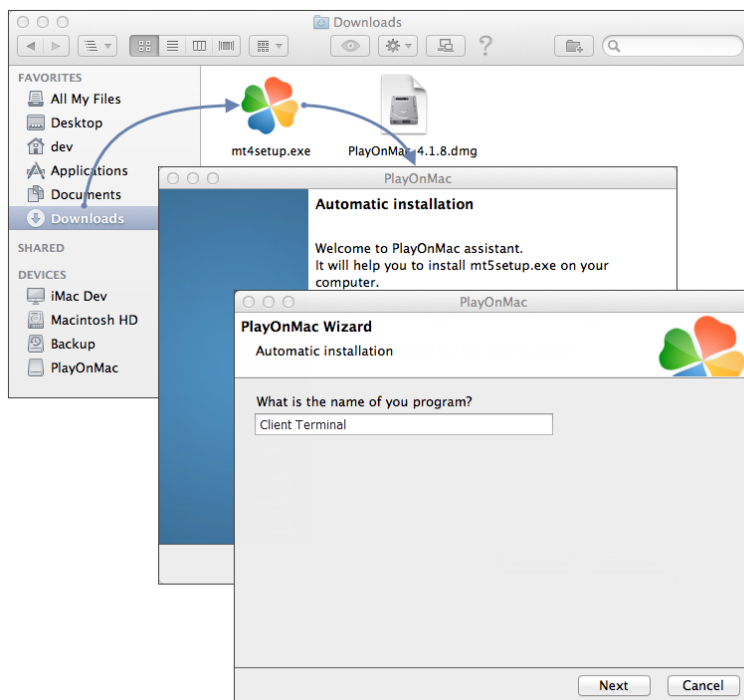 Downloads
FAVORITES
All My Files
Desktop
dev
Applications
Documents
Downloads
SHARED
DEVICES
iMac Dev
Macintosh HD
Backup
PlayOnMac
mt4setup.exe
PlayOnMac-4.1.8.dmg
PlayOnMac
Automatic installation
Welcome to PlayOnMac assistant.
It will help you to install mt5setup.exe on your
computer.
PlayOnMac
PlayOnMac Wizard
Automatic installation
What is the name of you program?
Client Terminal
Next
Cancel